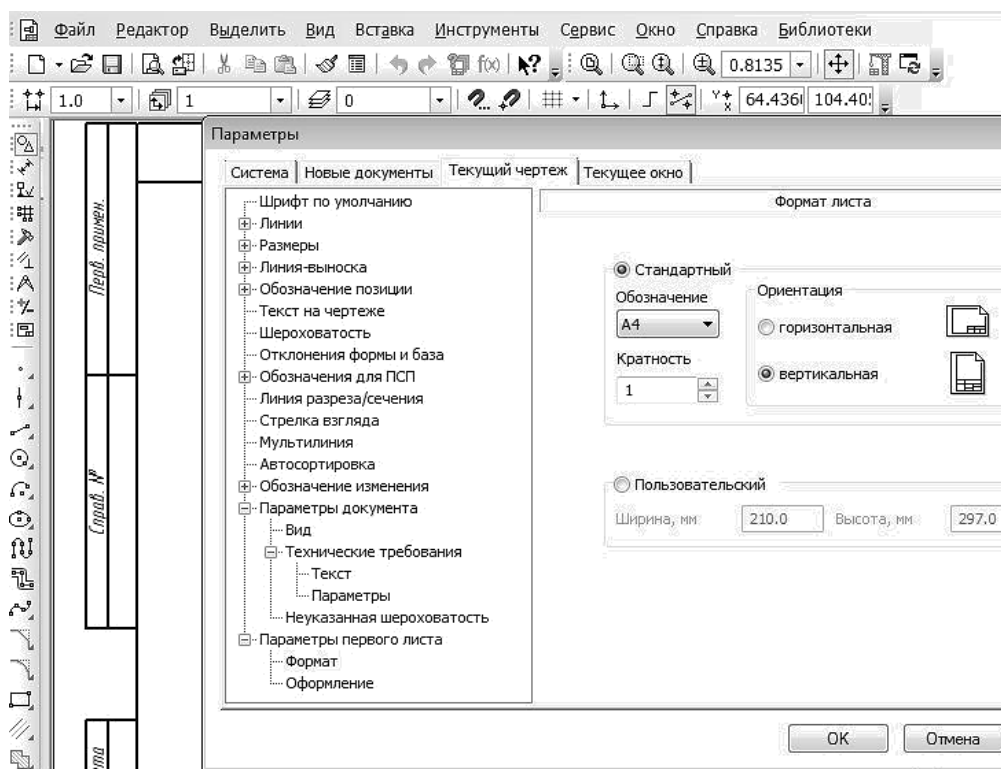 Файл Редактор Выделить Вид Вставка Инструменты Сервис Окно Справка Библиотеки
f(x) 0.8135
1.0 1 0 Y X 64.436 104.40
Параметры
Система Новые документы Текущий чертеж Текущее окно
Шрифт по умолчанию
Линии
Размеры
Линия-выноска
Обозначение позиции
Текст на чертеже
Шероховатость
Отклонения формы и база
Обозначения для ПСП
Линия разреза/сечения
Стрелка взгляда
Мультилиния
Автосортировка
Обозначение изменения
Параметры документа
Вид
Технические требования
Текст
Параметры
Неуказанная шероховатость
Параметры первого листа
Формат
Оформление
Формат листа
Стандартный
Обозначение
A4
Кратность
1
Ориентация
горизонтальная
вертикальная
Пользовательский
Ширина, мм 210.0 Высота, мм 297.0
OK Отмена
Перв. примен.
Справ. №